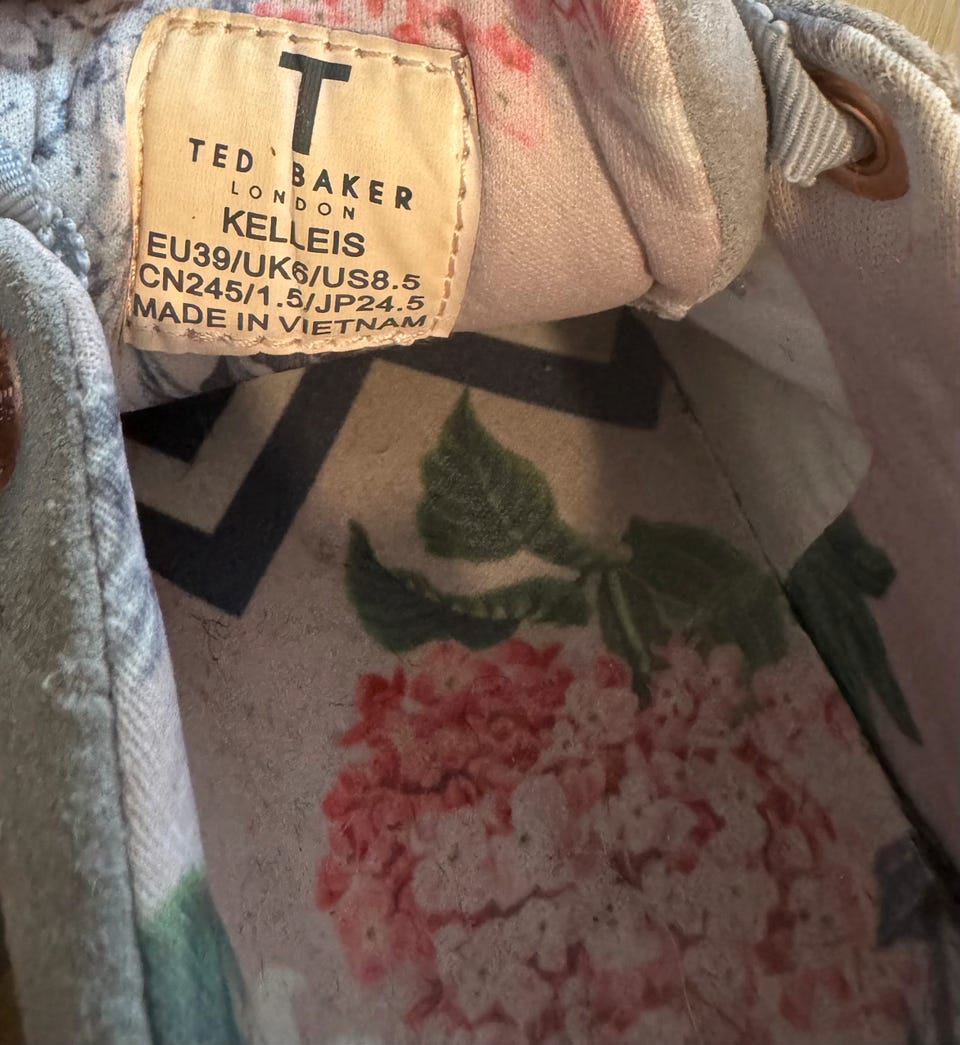 T
TED BAKER
LONDON
KELLEIS
EU39/UK6/US8.5
CN245/1.5/JP24.5
MADE IN VIETNAM